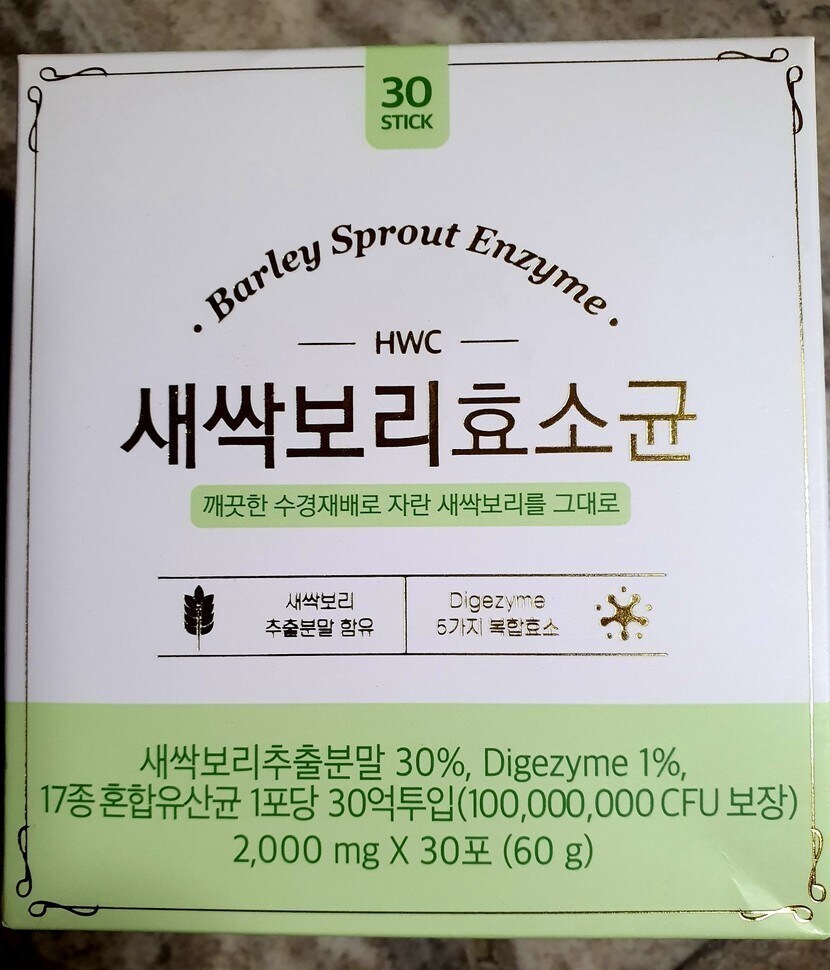 30
STICK
· Barley Sprout Enzyme ·
HWC
새싹보리효소균
깨끗한 수경재배로 자란 새싹보리를 그대로
새싹보리
추출분말 함유
Digezyme
5가지 복합효소
새싹보리추출분말 30%, Digezyme 1%,
17종 혼합유산균 1포당 30억투입(100,000,000 CFU 보장)
2,000 mg X 30포 (60 g)